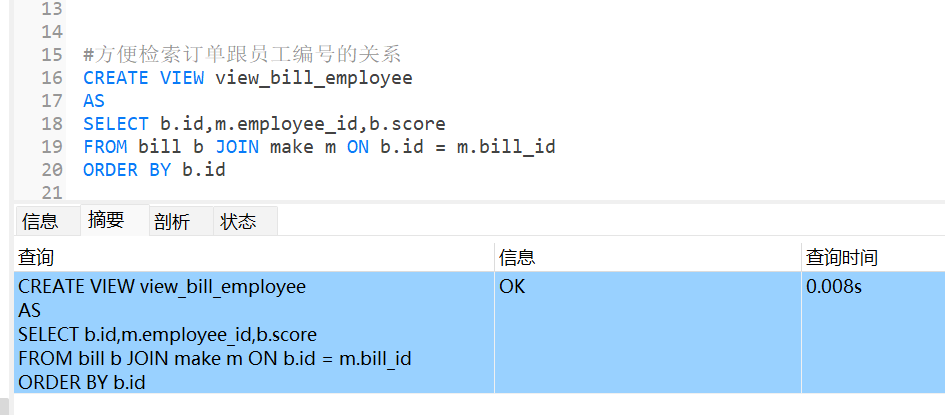 13
14
15 #方便检索订单跟员工编号的关系
16 CREATE VIEW view_bill_employee
17 AS
18 SELECT b.id,m.employee_id,b.score
19 FROM bill b JOIN make m ON b.id = m.bill_id
20 ORDER BY b.id
21
信息 摘要 剖析 状态
查询 信息 查询时间
CREATE VIEW view_bill_employee OK 0.008s
AS
SELECT b.id,m.employee_id,b.score
FROM bill b JOIN make m ON b.id = m.bill_id
ORDER BY b.id